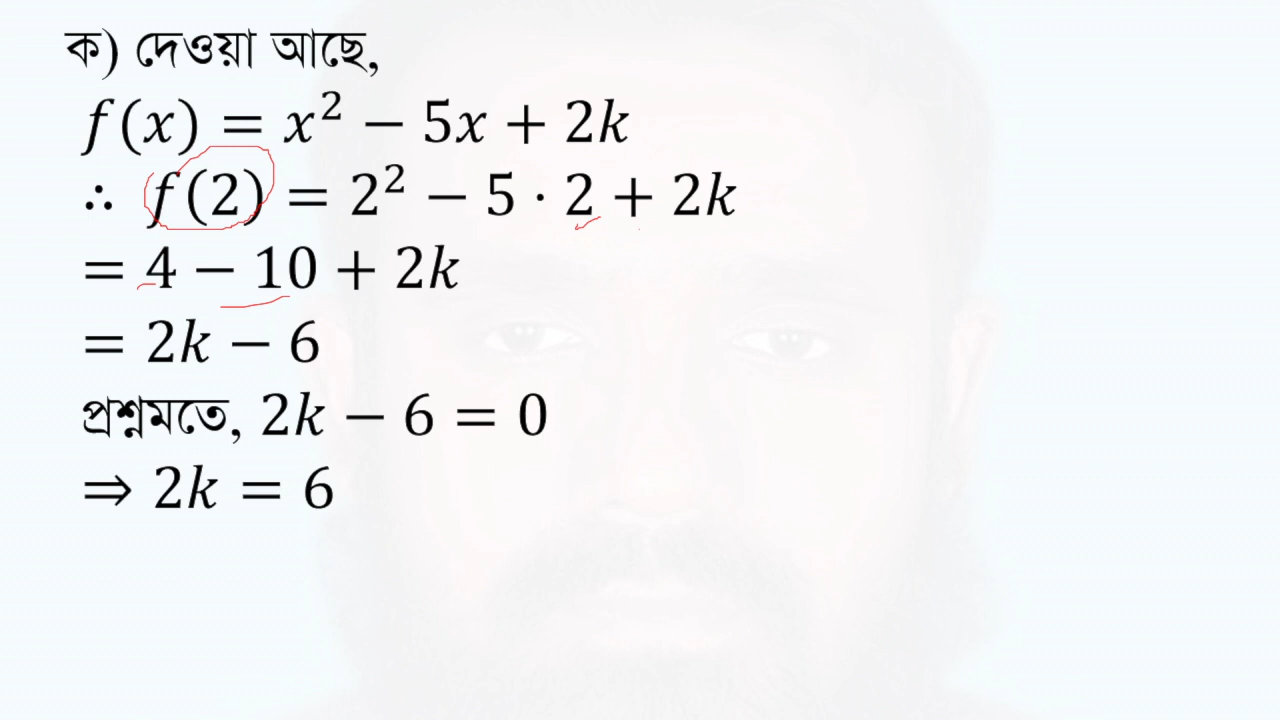 ক) দেওয়া আছে,
f(x) = x² − 5x + 2k
∴ f(2) = 2² − 5 · 2 + 2k
= 4 − 10 + 2k
= 2k − 6
প্রশ্নমতে, 2k − 6 = 0
⇒ 2k = 6